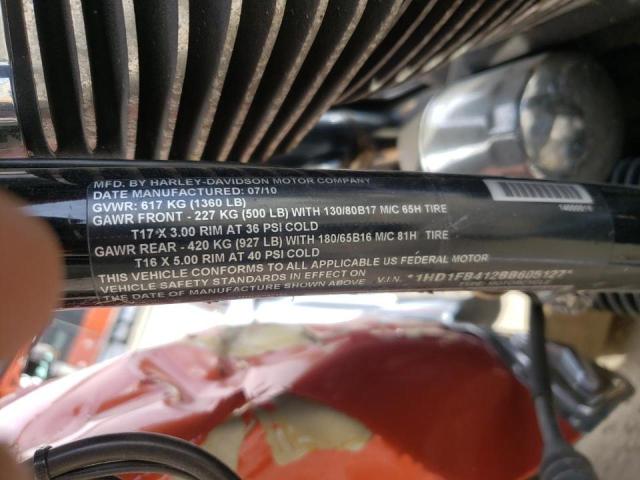 MFD. BY HARLEY-DAVIDSON MOTOR COMPANY
DATE MANUFACTURED: 07/10
GVWR: 617 KG (1360 LB)
GAWR FRONT - 227 KG (500 LB) WITH 130/80B17 M/C 65H TIRE
T17 X 3.00 RIM AT 36 PSI COLD
GAWR REAR - 420 KG (927 LB) WITH 180/65B16 M/C 81H TIRE
T16 X 5.00 RIM AT 40 PSI COLD
THIS VEHICLE CONFORMS TO ALL APPLICABLE US FEDERAL MOTOR
VEHICLE SAFETY STANDARDS IN EFFECT ON
THE DATE OF MANUFACTURE SHOWN ABOVE
V.I.N. *1HD1FB412BB605127*
TYPE: MOTORCYCLE